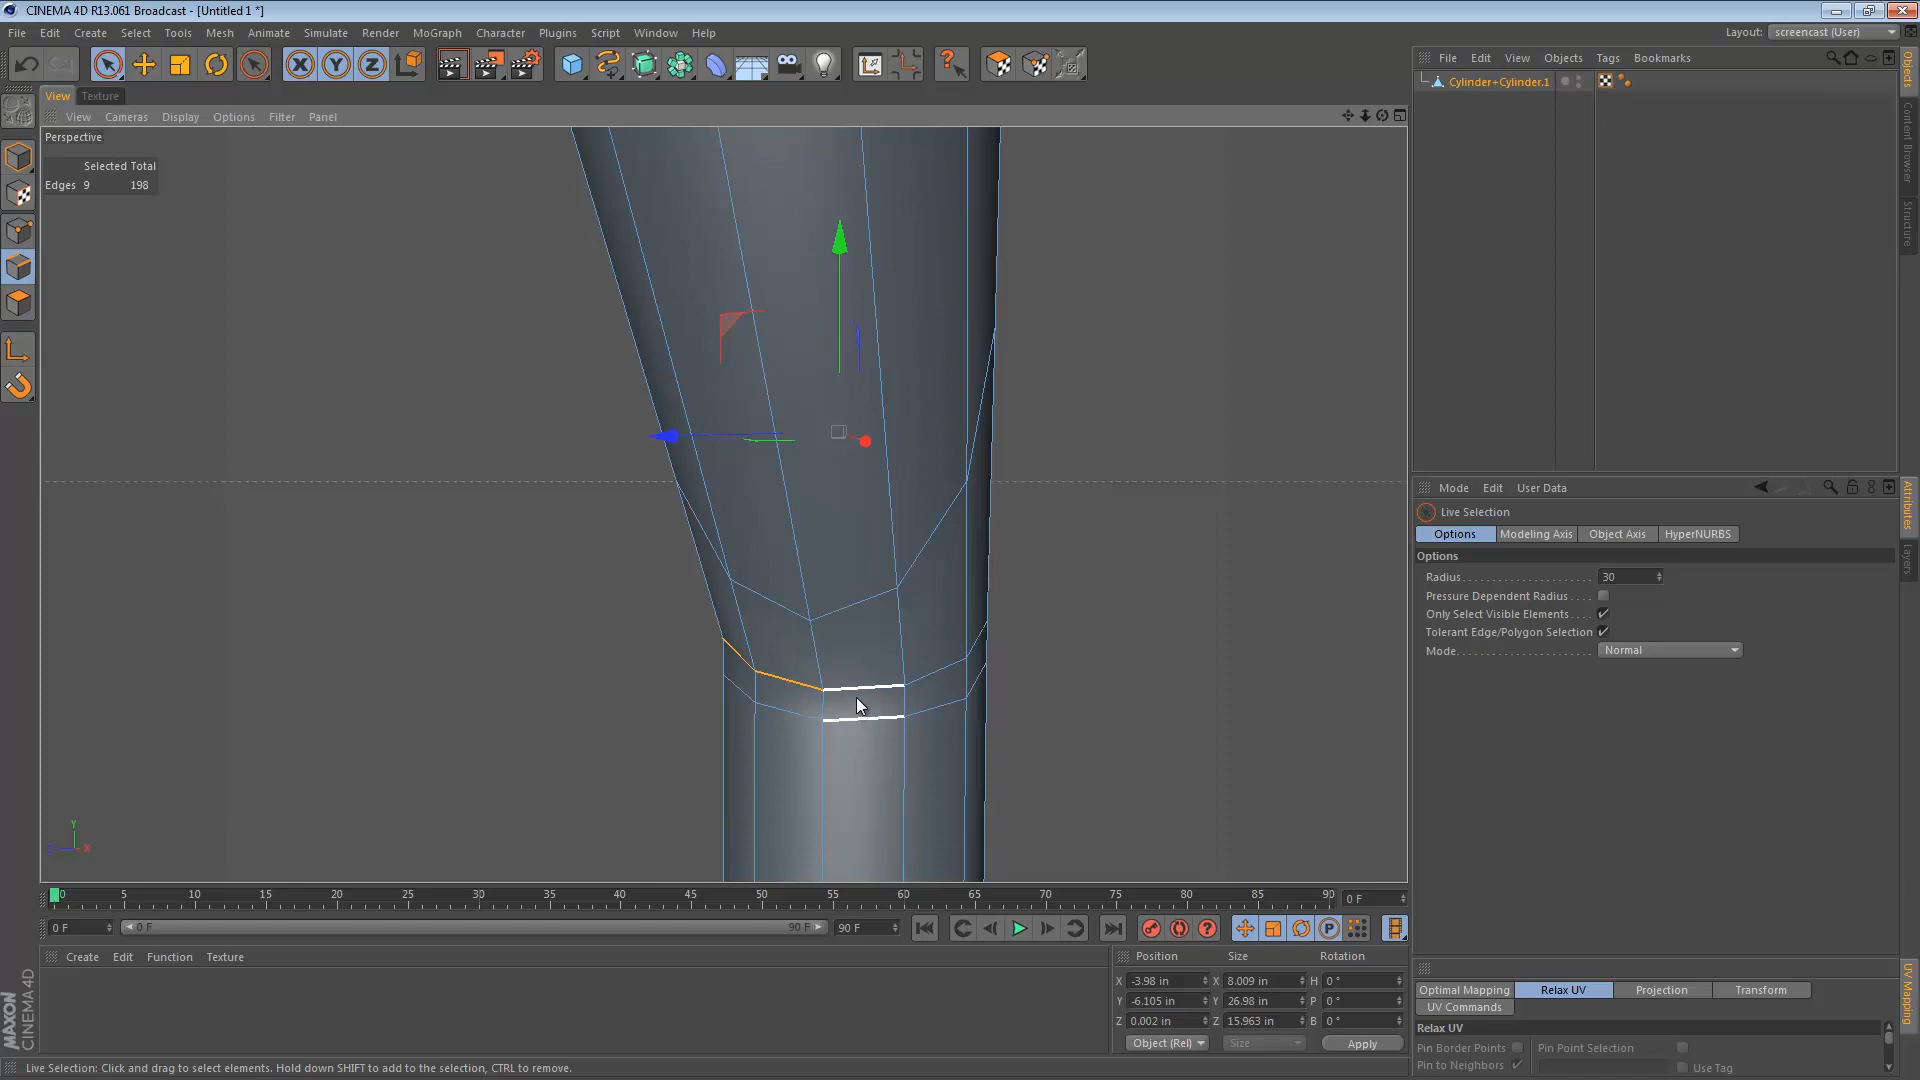 CINEMA 4D R13.061 Broadcast - [Untitled 1 *]
File Edit Create Select Tools Mesh Animate Simulate Render MoGraph Character Plugins Script Window Help
Layout: screencast (User)
View Texture
View Cameras Display Options Filter Panel
Perspective
Selected Total
Edges 9 198
File Edit View Objects Tags Bookmarks
Cylinder+Cylinder.1
Objects
Content Browser
Structure
Mode Edit User Data
Live Selection
Options Modeling Axis Object Axis HyperNURBS
Options
Radius 30
Pressure Dependent Radius
Only Select Visible Elements
Tolerant Edge/Polygon Selection
Mode Normal
Attributes
Layers
Y
Z X
0 5 10 15 20 25 30 35 40 45 50 55 60 65 70 75 80 85 90
0 F
0 F 0 F 90 F 90 F
Create Edit Function Texture
Position Size Rotation
X -3.98 in X 8.009 in H 0 °
Y -6.105 in Y 26.98 in P 0 °
Z 0.002 in Z 15.963 in B 0 °
Object (Rel) Size Apply
MAXON
CINEMA 4D
Optimal Mapping Relax UV Projection Transform
UV Commands
Relax UV
Pin Border Points Pin Point Selection
Pin to Neighbors Use Tag
UV Mapping
Live Selection: Click and drag to select elements. Hold down SHIFT to add to the selection, CTRL to remove.